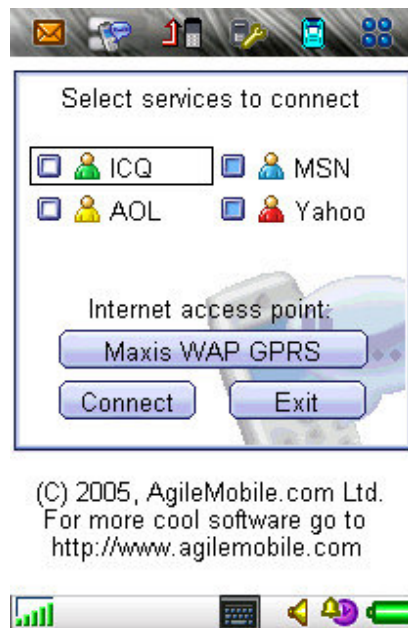 Select services to connect
ICQ MSN
AOL Yahoo
Internet access point:
Maxis WAP GPRS
Connect Exit
(C) 2005, AgileMobile.com Ltd.
For more cool software go to
http://www.agilemobile.com